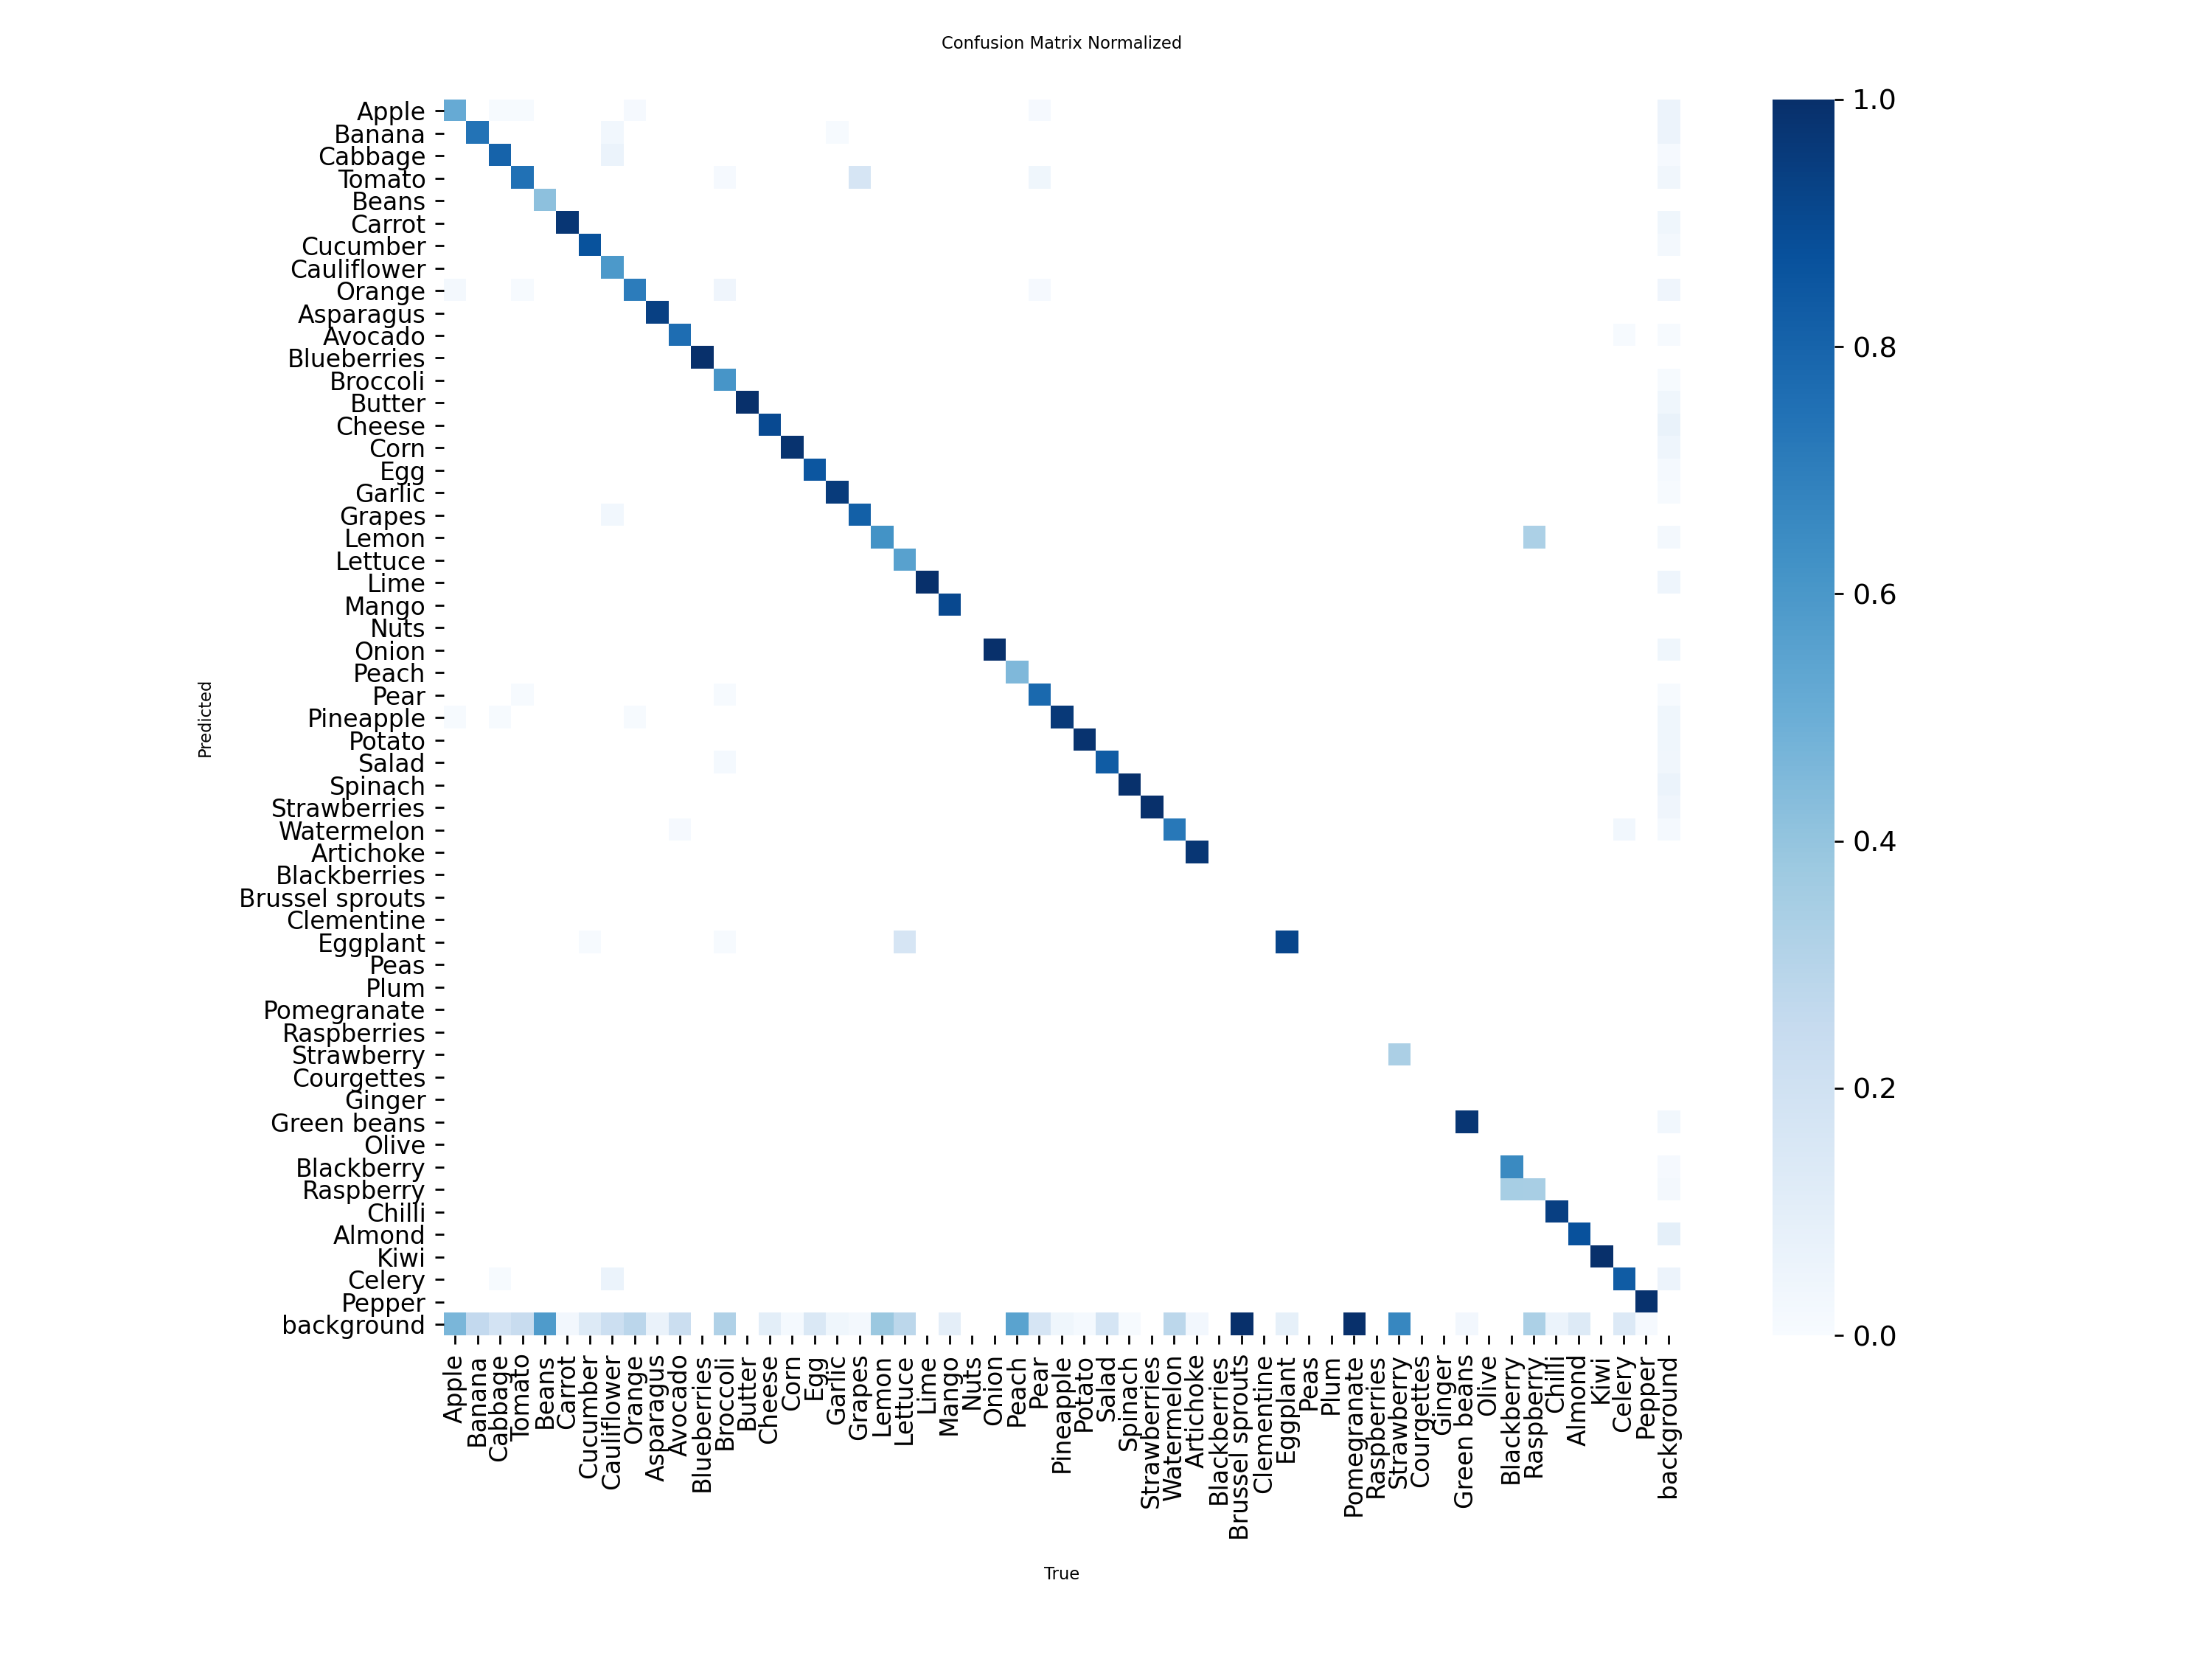 Confusion Matrix Normalized
Apple
Banana
Cabbage
Tomato
Beans
Carrot
Cucumber
Cauliflower
Orange
Asparagus
Avocado
Blueberries
Broccoli
Butter
Cheese
Corn
Egg
Garlic
Grapes
Lemon
Lettuce
Lime
Mango
Nuts
Onion
Peach
Pear
Pineapple
Potato
Salad
Spinach
Strawberries
Watermelon
Artichoke
Blackberries
Brussel sprouts
Clementine
Eggplant
Peas
Plum
Pomegranate
Raspberries
Strawberry
Courgettes
Ginger
Green beans
Olive
Blackberry
Raspberry
Chilli
Almond
Kiwi
Celery
Pepper
background
Predicted
Apple
Banana
Cabbage
Tomato
Beans
Carrot
Cucumber
Cauliflower
Orange
Asparagus
Avocado
Blueberries
Broccoli
Butter
Cheese
Corn
Egg
Garlic
Grapes
Lemon
Lettuce
Lime
Mango
Nuts
Onion
Peach
Pear
Pineapple
Potato
Salad
Spinach
Strawberries
Watermelon
Artichoke
Blackberries
Brussel sprouts
Clementine
Eggplant
Peas
Plum
Pomegranate
Raspberries
Strawberry
Courgettes
Ginger
Green beans
Olive
Blackberry
Raspberry
Chilli
Almond
Kiwi
Celery
Pepper
background
True
1.0
0.8
0.6
0.4
0.2
0.0